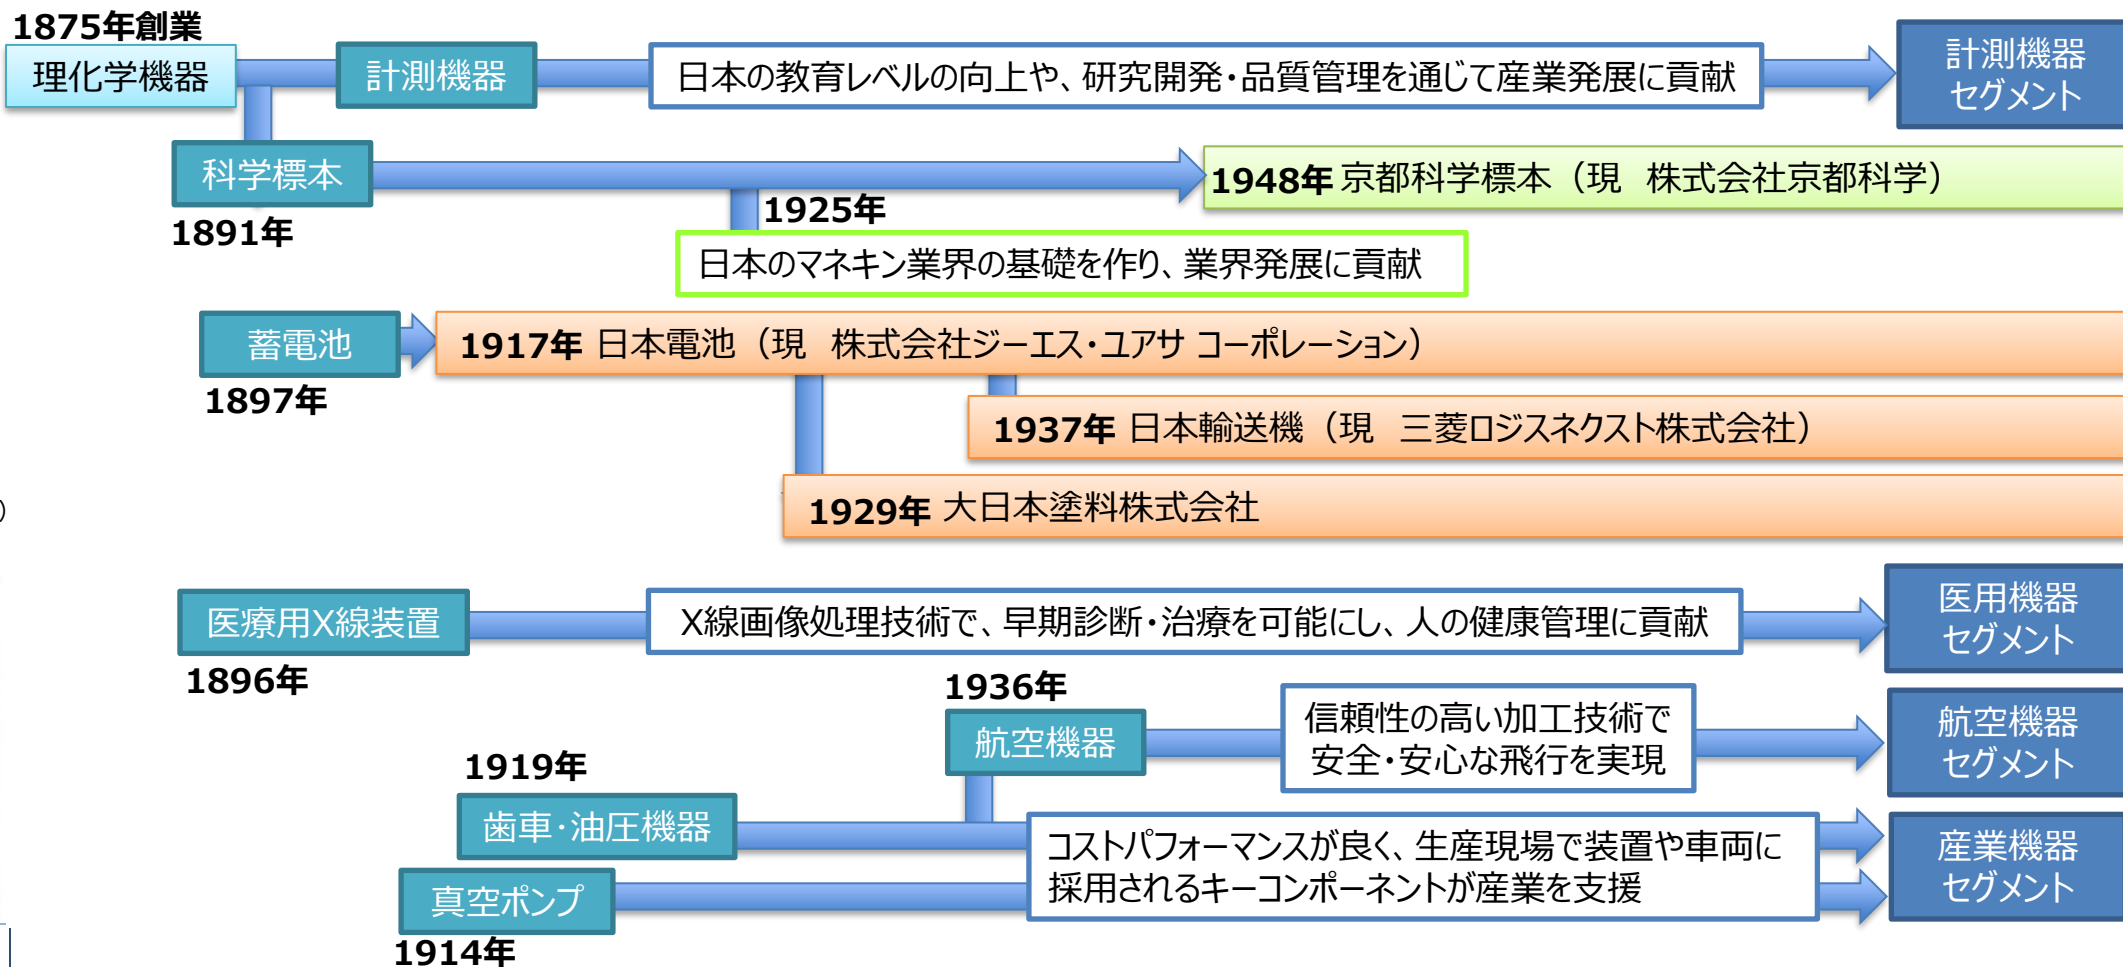 1875年創業
理化学機器
計測機器
日本の教育レベルの向上や、研究開発・品質管理を通じて産業発展に貢献
計測機器
セグメント
科学標本
1891年
1948年 京都科学標本（現　株式会社京都科学）
1925年
日本のマネキン業界の基礎を作り、業界発展に貢献
蓄電池
1897年
1917年 日本電池（現　株式会社ジーエス・ユアサ コーポレーション）
1937年 日本輸送機（現　三菱ロジスネクスト株式会社）
）
1929年 大日本塗料株式会社
医療用X線装置
1896年
X線画像処理技術で、早期診断・治療を可能にし、人の健康管理に貢献
医用機器
セグメント
1936年
航空機器
信頼性の高い加工技術で
安全・安心な飛行を実現
航空機器
セグメント
1919年
歯車・油圧機器
真空ポンプ
1914年
コストパフォーマンスが良く、生産現場で装置や車両に
採用されるキーコンポーネントが産業を支援
産業機器
セグメント